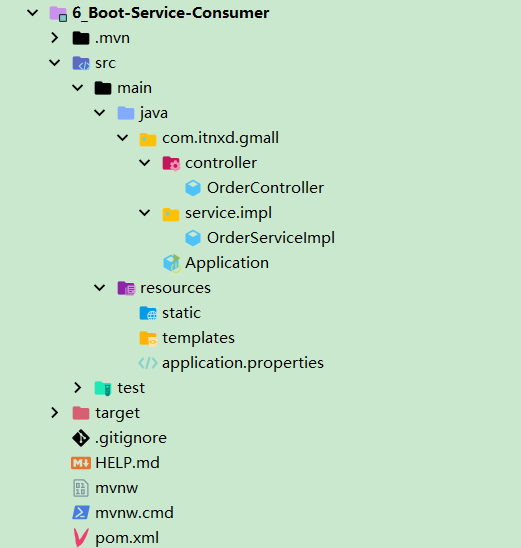 6_Boot-Service-Consumer
.mvn
src
main
java
com.itnxd.gmall
controller
OrderController
service.impl
OrderServiceImpl
Application
resources
static
templates
application.properties
test
target
.gitignore
HELP.md
mvnw
mvnw.cmd
pom.xml